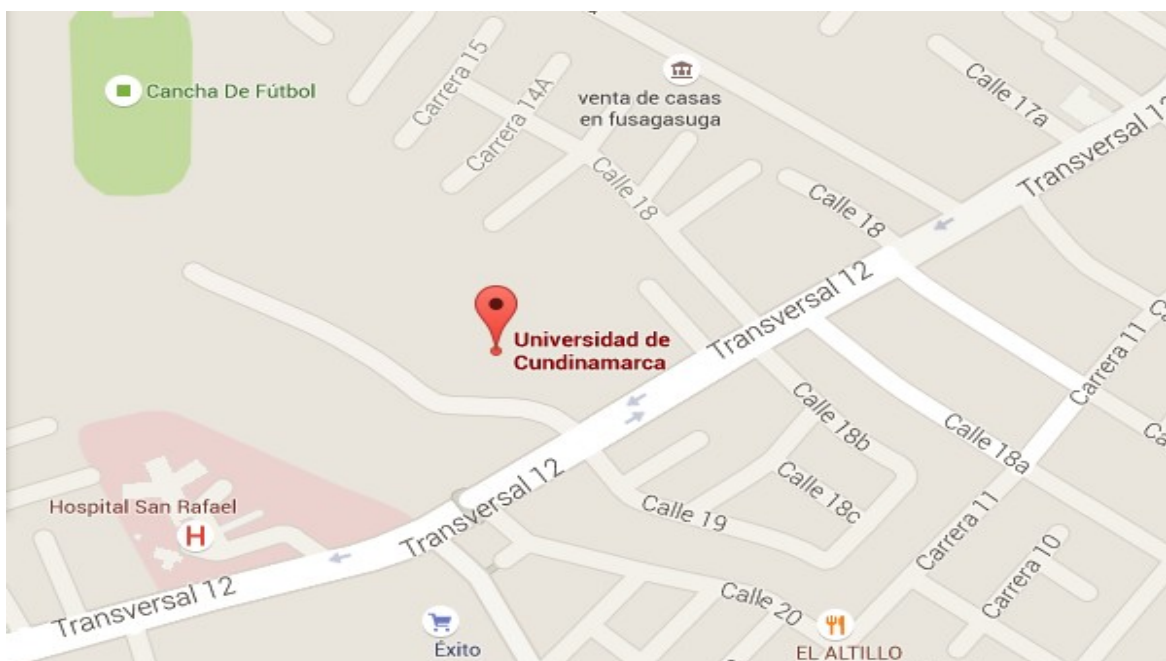 Cancha De Fútbol
Carrera 15
Carrera 14A
venta de casas
en fusagasuga
Calle 17a
Transversal 12
Calle 18
Calle 18
Transversal 12
Universidad de
Cundinamarca
Carrera 11
Calle 18b
Calle 18a
Calle 18c
Calle 19
Transversal 12
Carrera 11
Carrera 10
Hospital San Rafael
H
Transversal 12
Calle 20
Éxito
EL ALTILLO